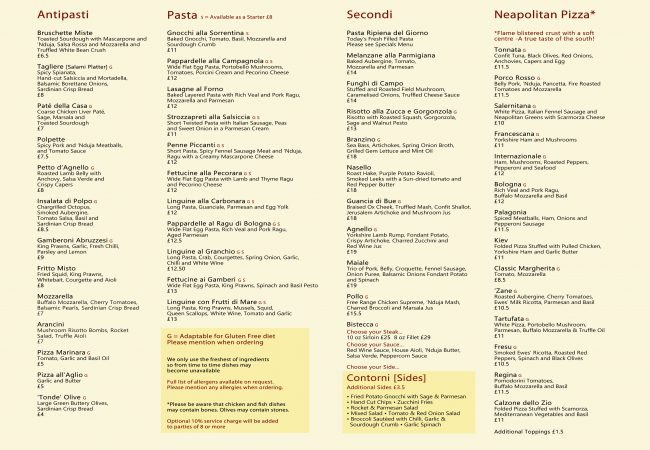 Antipasti
Bruschette Miste
Toasted Sourdough with Mascarpone and
'Nduja, Salsa Rossa and Mozzarella and
Truffled White Bean Crush
£6.5
Tagliere (Salami Platter) G
Spicy Spianata,
Hand-cut Salsiccia and Mortadella,
Balsamic Borettane Onions,
Sardinian Crisp Bread
£8
Paté della Casa G
Coarse Chicken Liver Paté,
Sage, Marsala and
Toasted Sourdough
£7
Polpette
Spicy Pork and 'Nduja Meatballs,
and Tomato Sauce
£7.5
Petto d'Agnello G
Roasted Lamb Belly with
Anchovy, Salsa Verde and
Crispy Capers
£8
Insalata di Polpo G
Chargrilled Octopus,
Smoked Aubergine,
Tomato Salsa, Basil and
Sardinian Crisp Bread
£8.5
Gamberoni Abruzzesi G
King Prawns, Garlic, Fresh Chilli,
Parsley and Lemon
£9
Fritto Misto
Fried Squid, King Prawns,
Whitebait, Courgette and Aioli
£8
Mozzarella
Buffalo Mozzarella, Cherry Tomatoes,
Balsamic Pearls, Sardinian Crisp Bread
£7
Arancini
Mushroom Risotto Bombs, Rocket
Salad, Truffle Aioli
£7
Pizza Marinara G
Tomato, Garlic and Basil Oil
£5
Pizza all'Aglio G
Garlic and Butter
£5
'Tonde' Olive G
Large Green Buttery Olives,
Sardinian Crisp Bread
£4
Pasta S = Available as a Starter £8
Gnocchi alla Sorrentina S
Baked Gnocchi, Tomato, Basil, Mozzarella and
Sourdough Crumb
£11
Pappardelle alla Campagnola G S
Wide Flat Egg Pasta, Portobello Mushrooms,
Tomatoes, Porcini Cream and Pecorino Cheese
£12
Lasagne al Forno
Baked Layered Pasta with Rich Veal and Pork Ragu,
Mozzarella and Parmesan
£12
Strozzapreti alla Salsiccia G S
Short Twisted Pasta with Italian Sausage, Peas
and Sweet Onion in a Parmesan Cream
£11
Penne Piccanti G S
Short Pasta, Spicy Fennel Sausage Meat and 'Nduja,
Ragu with a Creamy Mascarpone Cheese
£12
Fettucine alla Pecorara G S
Wide Flat Egg Pasta with Lamb and Thyme Ragu
and Pecorino Cheese
£12
Linguine alla Carbonara G S
Long Pasta, Guanciale, Parmesan and Egg Yolk
£12
Pappardelle al Ragu di Bologna G S
Wide Flat Egg Pasta, Rich Veal and Pork Ragu,
Aged Parmesan
£12.5
Linguine al Granchio G S
Long Pasta, Crab, Courgettes, Spring Onion, Garlic,
Chilli and White Wine
£12.50
Fettucine ai Gamberi G S
Wide Flat Egg Pasta, King Prawns, Spinach and Basil Pesto
£13
Linguine con Frutti di Mare G S
Long Pasta, King Prawns, Mussels, Squid,
Queen Scallops, White Wine, Tomato and Garlic
£13
G = Adaptable for Gluten Free diet
Please mention when ordering
We only use the freshest of ingredients
so from time to time dishes may
become unavailable
Full list of allergens available on request.
Please mention any allergies when ordering.
*Please be aware that chicken and fish dishes
may contain bones. Olives may contain stones.
Optional 10% service charge will be added
to parties of 8 or more
Secondi
Pasta Ripiena del Giorno
Today's Fresh Filled Pasta
Please see Specials Menu
Melanzane alla Parmigiana
Baked Aubergine, Tomato,
Mozzarella and Parmesan
£14
Funghi di Campo
Stuffed and Roasted Field Mushroom,
Caramelised Onions, Truffled Cheese Sauce
£14
Risotto alla Zucca e Gorgonzola G
Risotto with Roasted Squash, Gorgonzola,
Sage and Walnut Pesto
£13
Branzino G
Sea Bass, Artichokes, Spring Onion Broth,
Grilled Gem Lettuce and Mint Oil
£18
Nasello
Roast Hake, Purple Potato Ravioli,
Smoked Leeks with a Sun-dried tomato and
Red Pepper Butter
£18
Guancia di Bue G
Braised Ox Cheek, Truffled Mash, Confit Shallot,
Jerusalem Artichoke and Mushroom Jus
£18
Agnello G
Yorkshire Lamb Rump, Fondant Potato,
Crispy Artichoke, Charred Zucchini and
Red Wine Jus
£19
Maiale
Trio of Pork, Belly, Croquette, Fennel Sausage,
Onion Puree, Balsamic Onions Fondant Potato
and Spinach
£19
Pollo G
Free Range Chicken Supreme, 'Nduja Mash,
Charred Broccoli and Marsala Jus
£15.5
Bistecca G
Choose your Steak...
10 oz Sirloin £25 8 oz Fillet £29
Choose your Sauce...
Red Wine Sauce, House Aioli, 'Nduja Butter,
Salsa Verde, Peppercorn Sauce
Choose your Side...
Contorni [Sides]
Additional Sides £3.5
• Fried Potato Gnocchi with Sage & Parmesan
• Hand Cut Chips • Zucchini Fries
• Rocket & Parmesan Salad
• Mixed Salad • Tomato & Red Onion Salad
• Broccoli Sauteed with Chilli, Garlic &
Sourdough Crumb • Garlic Spinach
Neapolitan Pizza*
*Flame blistered crust with a soft
centre -A true taste of the south!
Tonnata G
Confit Tuna, Black Olives, Red Onions,
Anchovies, Capers and Egg
£11.5
Porco Rosso G
Belly Pork, 'Nduja, Pancetta, Fire Roasted
Tomatoes and Mozzarella
£11.5
Salernitana G
White Pizza, Italian Fennel Sausage and
Neapolitan Greens with Scamorza Cheese
£10
Francescana G
Yorkshire Ham and Mushrooms
£11
Internazionale G
Ham, Mushrooms, Roasted Peppers,
Pepperoni and Seafood
£12
Bologna G
Rich Veal and Pork Ragu,
Buffalo Mozzarella and Basil
£12
Palagonia
Spiced Meatballs, Ham, Onions and
Pepperoni Sausage
£11.5
Kiev
Folded Pizza Stuffed with Pulled Chicken,
Yorkshire Ham and Garlic Butter
£11
Classic Margherita G
Tomato, Mozzarella,
£8.5
'Zane G
Roasted Aubergine, Cherry Tomatoes,
Ewes' Milk Ricotta, Parmesan and Basil
£10.5
Tartufata G
White Pizza, Portobello Mushroom,
Parmesan, Buffalo Mozzarella & Truffle Oil
£11
Fresu G
Smoked Ewes' Ricotta, Roasted Red
Peppers, Spinach and Black Olives
£10.5
Regina G
Pomodorini Tomatoes,
Buffalo Mozzarella and Basil
£11.5
Calzone dello Zio
Folded Pizza Stuffed with Scamorza,
Mediterranean Vegetables and Basil
£11
Additional Toppings £1.5